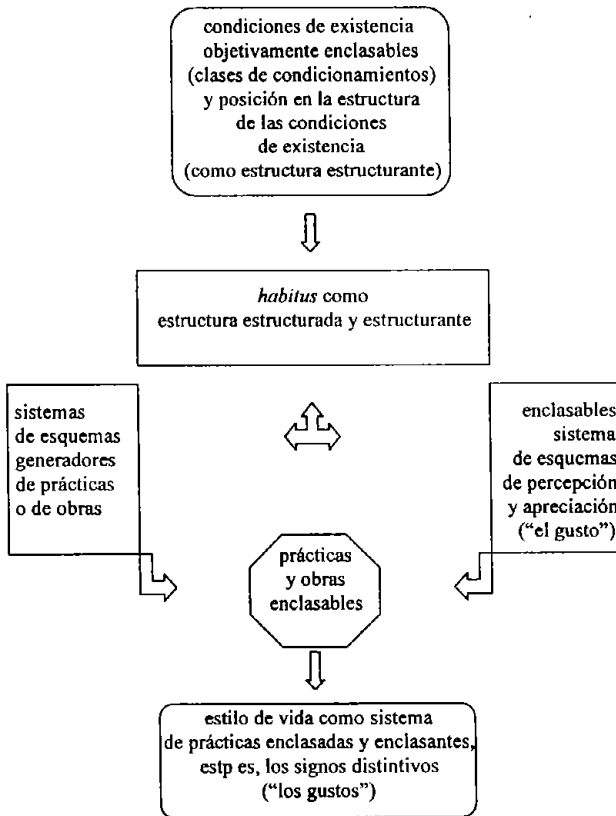 condiciones de existencia
objetivamente enclasables
(clases de condicionamientos)
y posición en la estructura
de las condiciones
de existencia
(como estructura estructurante)
habitus como
estructura estructurada y estructurante
sistemas
de esquemas
generadores
de prácticas
o de obras
enclasables
sistema
de esquemas
de percepción
y apreciación
(“el gusto”)
prácticas
y obras
enclasables
estilo de vida como sistema
de prácticas enclasadas y enclasantes,
estp es, los signos distintivos
(“los gustos”)